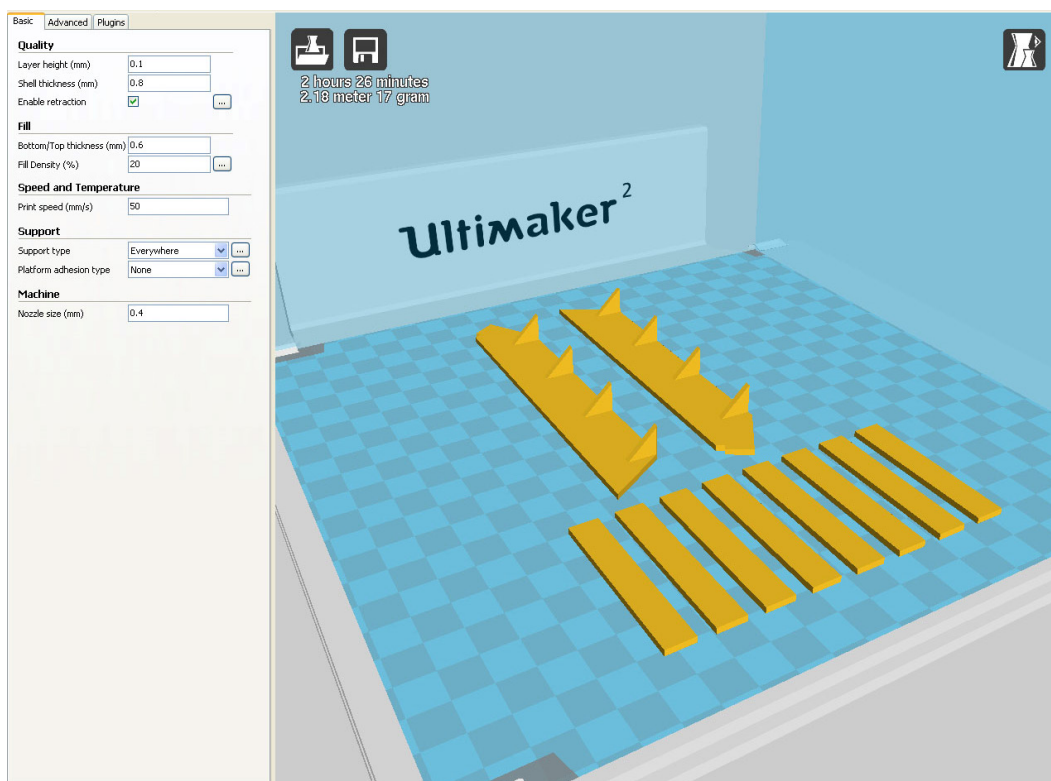 Basic Advanced Plugins
Quality
Layer height (mm) 0.1
Shell thickness (mm) 0.8
Enable retraction ...
Fill
Bottom/Top thickness (mm) 0.6
Fill Density (%) 20 ...
Speed and Temperature
Print speed (mm/s) 50
Support
Support type Everywhere ...
Platform adhesion type None ...
Machine
Nozzle size (mm) 0.4
2 hours 26 minutes
2.18 meter 17 gram
Ultimaker²